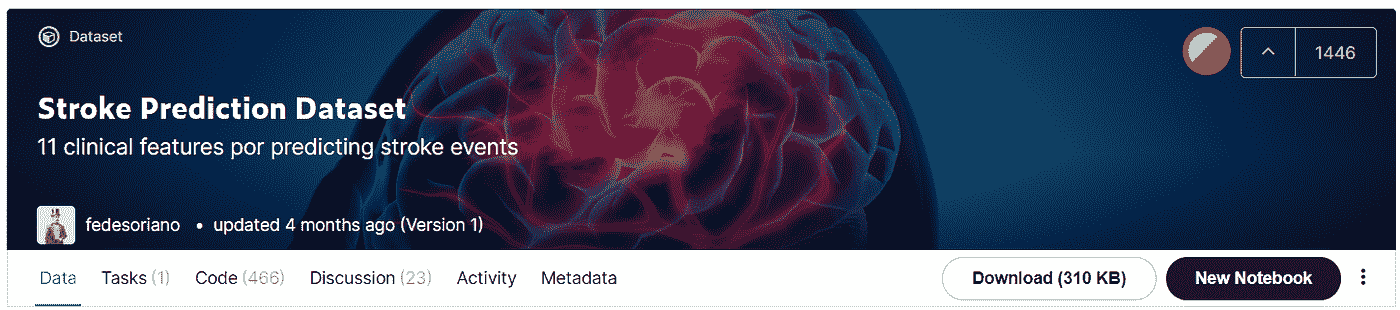 Dataset
1446
Stroke Prediction Dataset
11 clinical features por predicting stroke events
fedesoriano • updated 4 months ago (Version 1)
Data Tasks (1) Code (466) Discussion (23) Activity Metadata Download (310 KB) New Notebook